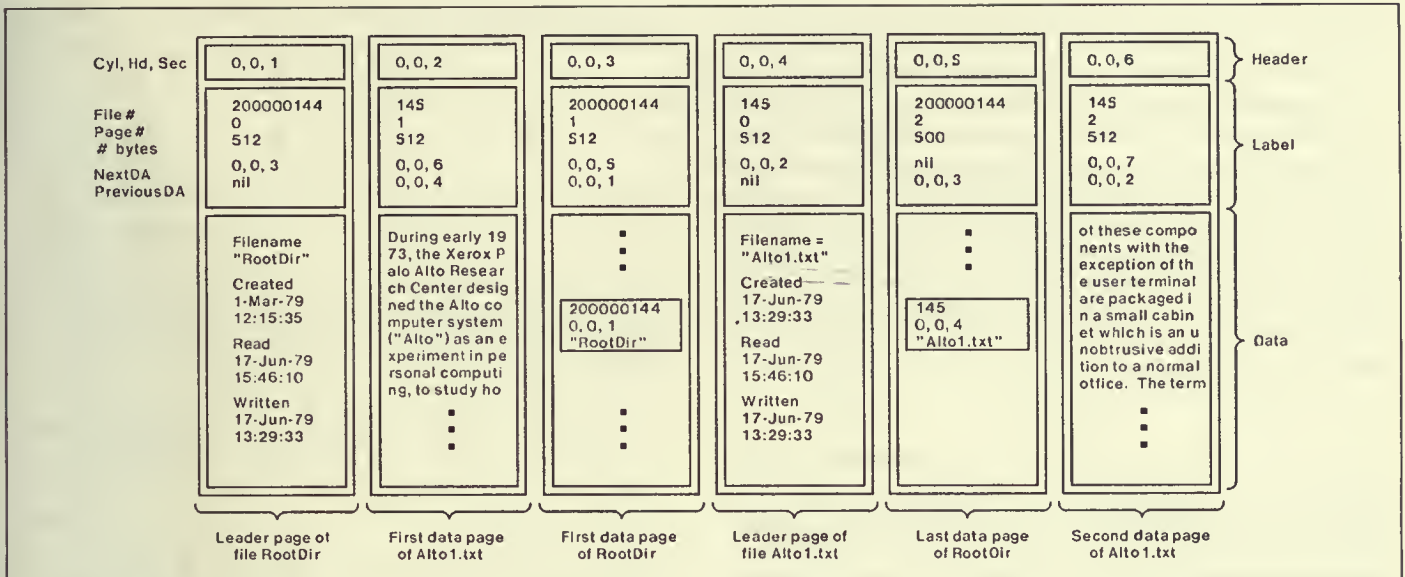 Cyl, Hd, Sec
File#
Page#
# bytes
NextDA
PreviousDA
0, 0, 1
200000144
0
S12
0, 0, 3
nil
Filename
"RootDir"
Created
1-Mar-79
12:15:35
Read
17-Jun-79
15:46:10
Written
17-Jun-79
13:29:33
Leader page of
file RootDir
0, 0, 2
14S
1
S12
0, 0, 6
0, 0, 4
During early 19
73, the Xerox P
alo Alto Resear
ch Center desig
ned the Alto co
mputer system
("Alto") as an e
xperiment in pe
rsonal computi
ng, to study ho
First data page
of Alto1.txt
0, 0, 3
200000144
1
S12
0, 0, S
0, 0, 1
200000144
0, 0, 1
"RootDir"
First data page
of RootDir
0, 0, 4
14S
0
S12
0, 0, 2
nil
Filename =
"Alto1.txt"
Created
17-Jun-79
13:29:33
Read
17-Jun-79
15:46:10
Written
17-Jun-79
13:29:33
Leader page of
file Alto1.txt
0, 0, S
200000144
2
S00
nil
0, 0, 3
145
0, 0, 4
"Alto1.txt"
Last data page
of RootDir
0, 0, 6
14S
2
S12
0, 0, 7
0, 0, 2
of these compo
nents with the
exception of th
e user terminal
are packaged i
n a small cabin
et which is an u
nobtrusive addi
tion to a normal
office. The term
Second data page
of Alto1.txt
Header
Label
Data